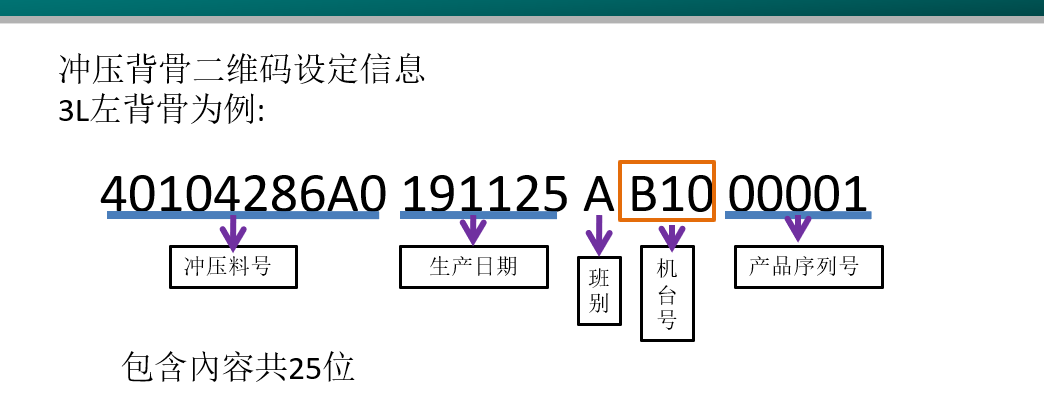 冲压背骨二维码设定信息
3L左背骨为例:
40104286A0 191125 A B10 00001
冲压料号
生产日期
班别
机台号
产品序列号
包含內容共25位